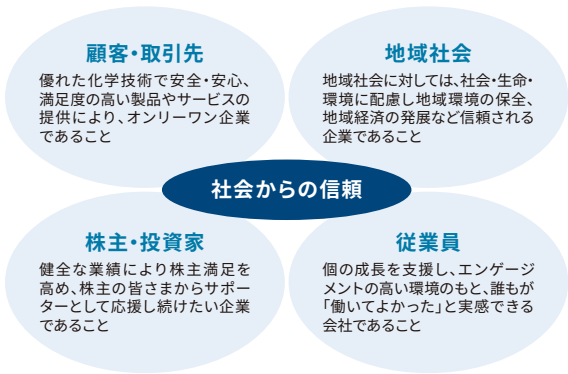 顧客・取引先
優れた化学技術で安全・安心、
満足度の高い製品やサービスの
提供により、オンリーワン企業
であること
地域社会
地域社会に対しては、社会・生命・
環境に配慮し地域環境の保全、
地域経済の発展など信頼される
企業であること
社会からの信頼
株主・投資家
健全な業績により株主満足を
高め、株主の皆さまからサポー
ターとして応援し続けたい企業
であること
従業員
個の成長を支援し、エンゲージ
メントの高い環境のもと、誰もが
「働いてよかった」と実感できる
会社であること